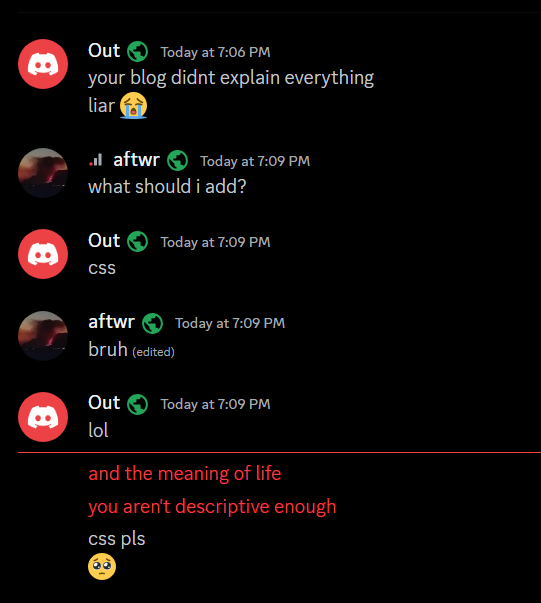 Out Today at 7:06 PM
your blog didnt explain everything
liar 😭
aftwr Today at 7:09 PM
what should i add?
Out Today at 7:09 PM
css
aftwr Today at 7:09 PM
bruh (edited)
Out Today at 7:09 PM
lol
and the meaning of life
you aren't descriptive enough
css pls
🥺